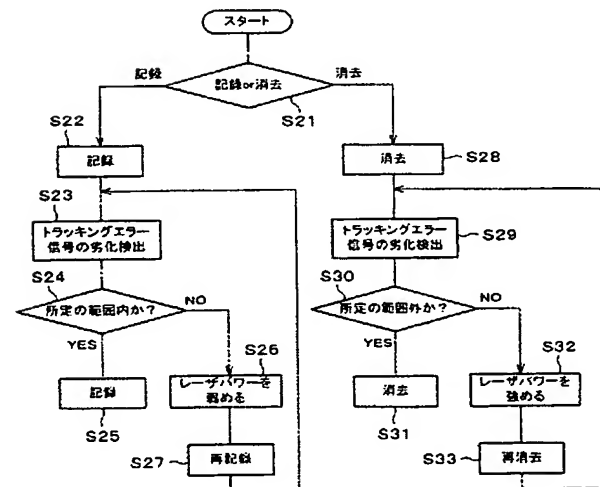 スタート
記録
消去
記録or消去
S21
S22
記録
消去
S28
S23
トラッキングエラー
信号の劣化検出
トラッキングエラー
信号の劣化検出
S29
S24
所定の範囲内か？
NO
YES
S30
所定の範囲外か？
NO
YES
S26
レーザパワーを
弱める
S32
レーザパワーを
強める
記録
S25
消去
S31
S27
再記録
S33
再消去